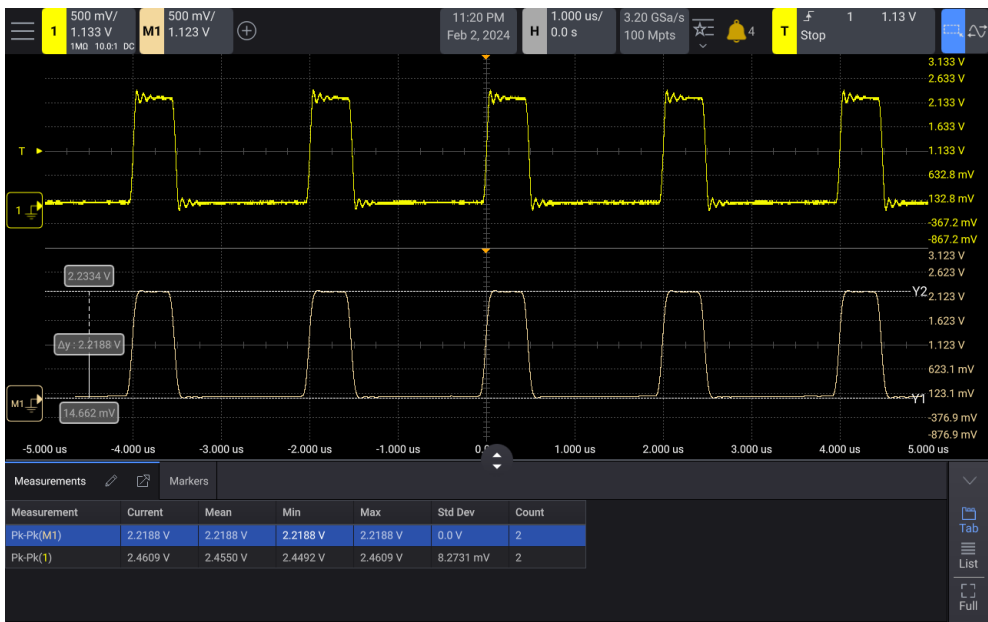 1
500 mV/
1.133 V
1MΩ 10.0:1 DC
M1
500 mV/
1.123 V
11:20 PM
Feb 2, 2024
H
1.000 us/
0.0 s
3.20 GSa/s
100 Mpts
4
T
1 1.13 V
Stop
3.133 V
2.633 V
2.133 V
1.633 V
T
1.133 V
632.8 mV
1
132.8 mV
-367.2 mV
-867.2 mV
3.123 V
2.623 V
2.2334 V
Y2
2.123 V
1.623 V
Δy : 2.2188 V
1.123 V
623.1 mV
M1
Y1
123.1 mV
14.662 mV
-376.9 mV
-876.9 mV
-5.000 us -4.000 us -3.000 us -2.000 us -1.000 us 0.0 1.000 us 2.000 us 3.000 us 4.000 us 5.000 us
Measurements Markers
Measurement Current Mean Min Max Std Dev Count
Pk-Pk(M1) 2.2188 V 2.2188 V 2.2188 V 2.2188 V 0.0 V 2
Pk-Pk(1) 2.4609 V 2.4550 V 2.4492 V 2.4609 V 8.2731 mV 2
Tab
List
Full